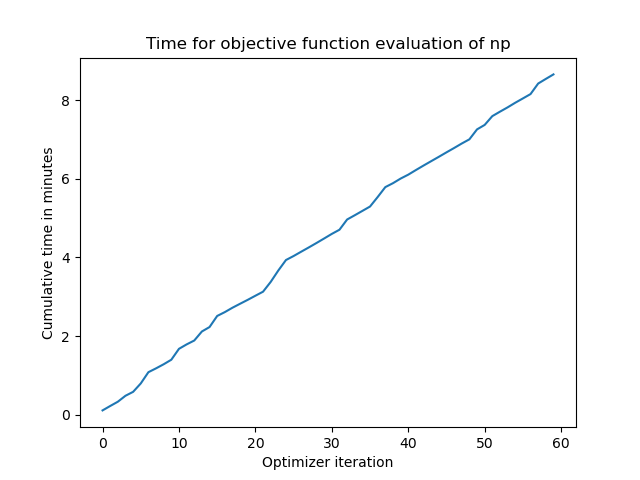 Time for objective function evaluation of np
Cumulative time in minutes
8
6
4
2
0
0 10 20 30 40 50 60
Optimizer iteration